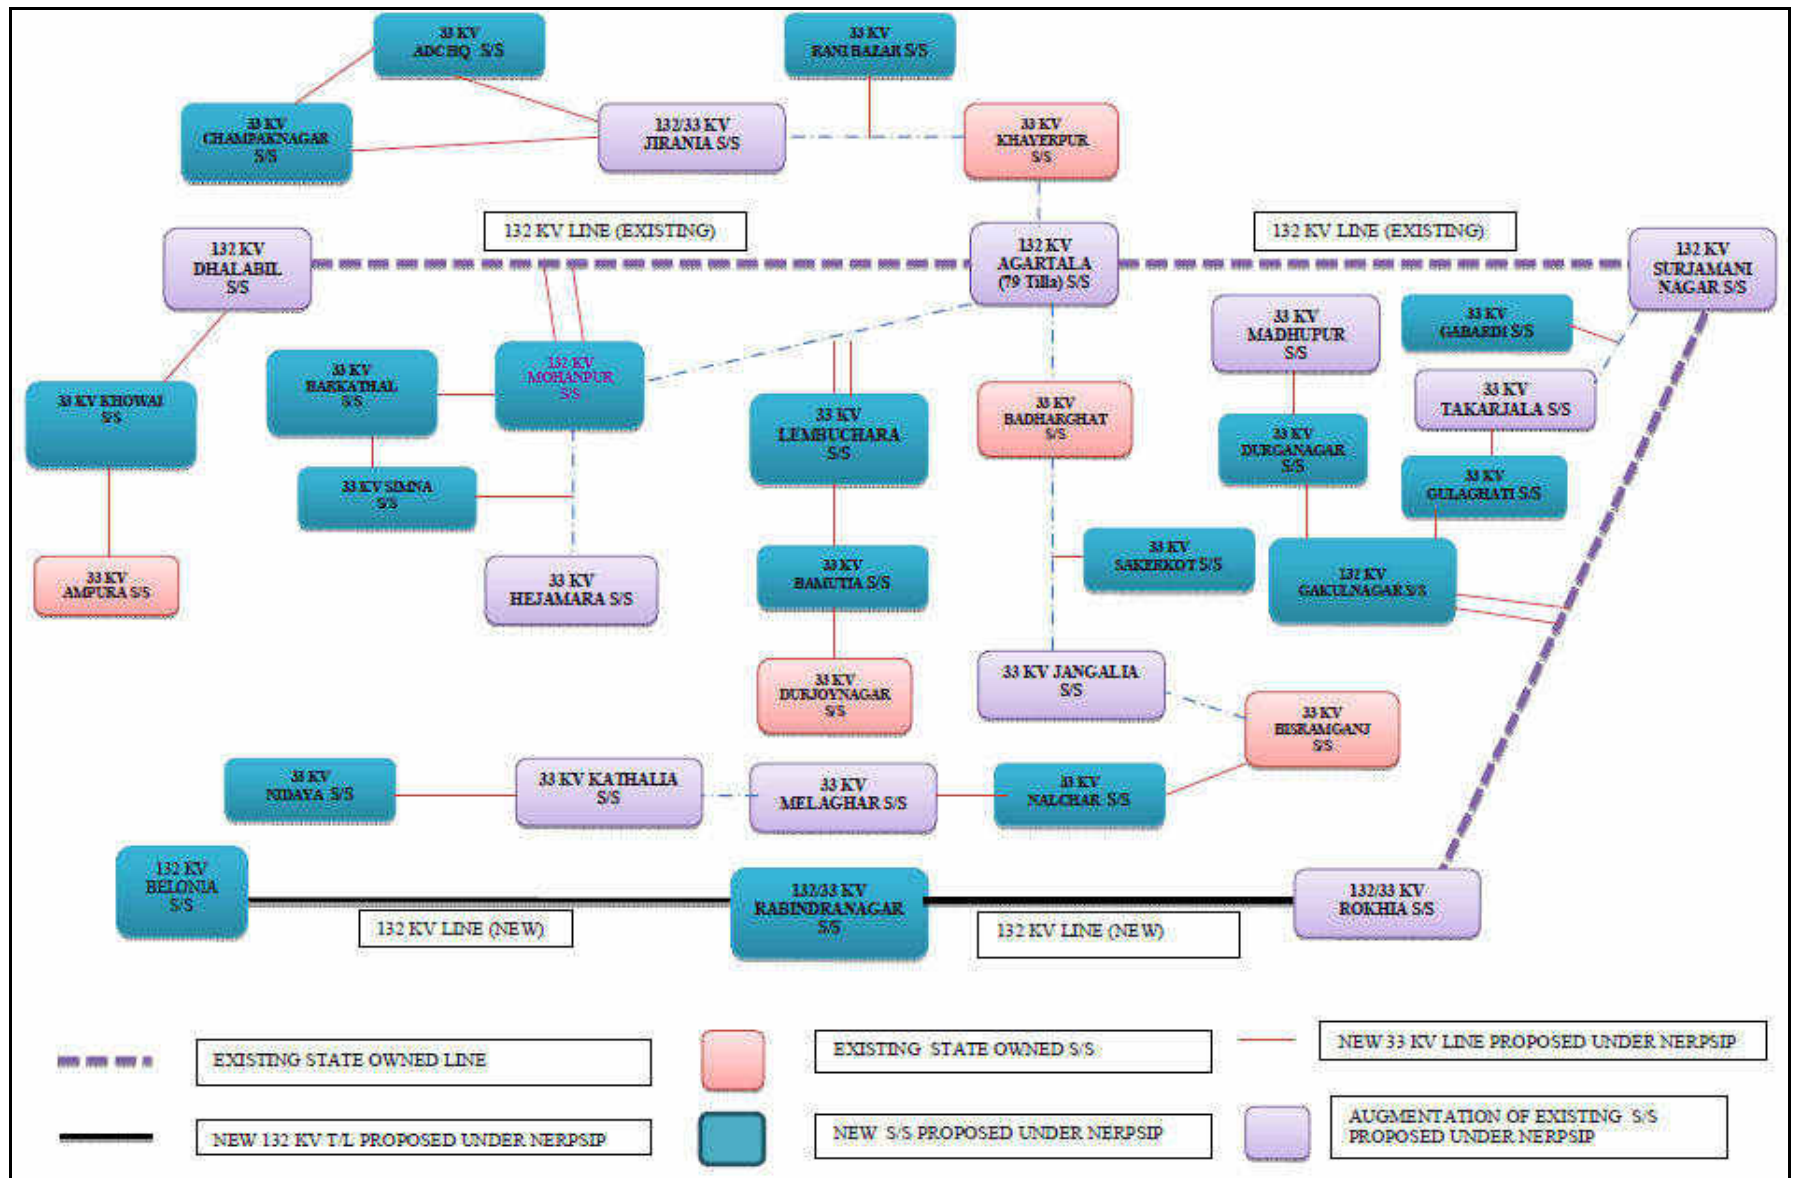 33 KV
ADCHQ S/S
33 KV
RANI BAZAR S/S
33 KV
CHAMPAKNAGAR
S/S
132/33 KV
JIRANIA S/S
33 KV
KHAYERPUR
S/S
132 KV LINE (EXISTING)
132 KV LINE (EXISTING)
132 KV
DHALABIL
S/S
132 KV
AGARTALA
(79 Tilla) S/S
132 KV
SURJAMANI
NAGAR S/S
33 KV
MADHUPUR
S/S
33 KV
GABARDI S/S
33 KV KHOWAI
S/S
33 KV
BARKATHAL
S/S
132 KV
MOHANPUR
S/S
33 KV
LEMBUCHARA
S/S
33 KV
BADHARGHAT
S/S
33 KV
TAKARJALA S/S
33 KV
DURGANAGAR
S/S
33 KV
GULAGHATI S/S
33 KV SIMNA
S/S
33 KV
AMPURA S/S
33 KV
HEJAMARA S/S
33 KV
BAMUTIA S/S
33 KV
SAKERKOT S/S
132 KV
GAKULNAGAR S/S
33 KV
DURJOYNAGAR
S/S
33 KV JANGALIA
S/S
33 KV
BISRAMGANJ
S/S
33 KV
NIDAYA S/S
33 KV KATHALIA
S/S
33 KV
MELAGHAR S/S
33 KV
NALCHAR S/S
132 KV
BELONIA
S/S
132 KV LINE (NEW)
132/33 KV
RABINDRANAGAR
S/S
132 KV LINE (NEW)
132/33 KV
ROKHIA S/S
EXISTING STATE OWNED LINE
EXISTING STATE OWNED S/S
NEW 33 KV LINE PROPOSED UNDER NERPSIP
NEW 132 KV T/L PROPOSED UNDER NERPSIP
NEW S/S PROPOSED UNDER NERPSIP
AUGMENTATION OF EXISTING S/S
PROPOSED UNDER NERPSIP